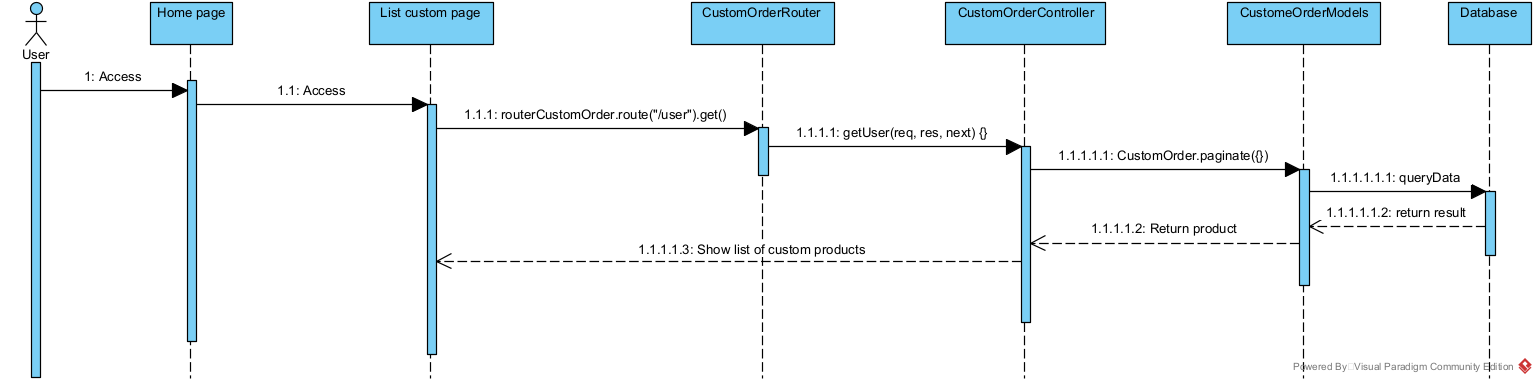 User
Home page
List custom page
CustomOrderRouter
CustomOrderController
CustomeOrderModels
Database
1: Access
1.1: Access
1.1.1: routerCustomOrder.route("/user").get()
1.1.1.1: getUser(req, res, next) {}
1.1.1.1.1: CustomOrder.paginate({})
1.1.1.1.1.1: queryData
1.1.1.1.1.2: return result
1.1.1.1.2: Return product
1.1.1.1.3: Show list of custom products
Powered By Visual Paradigm Community Edition